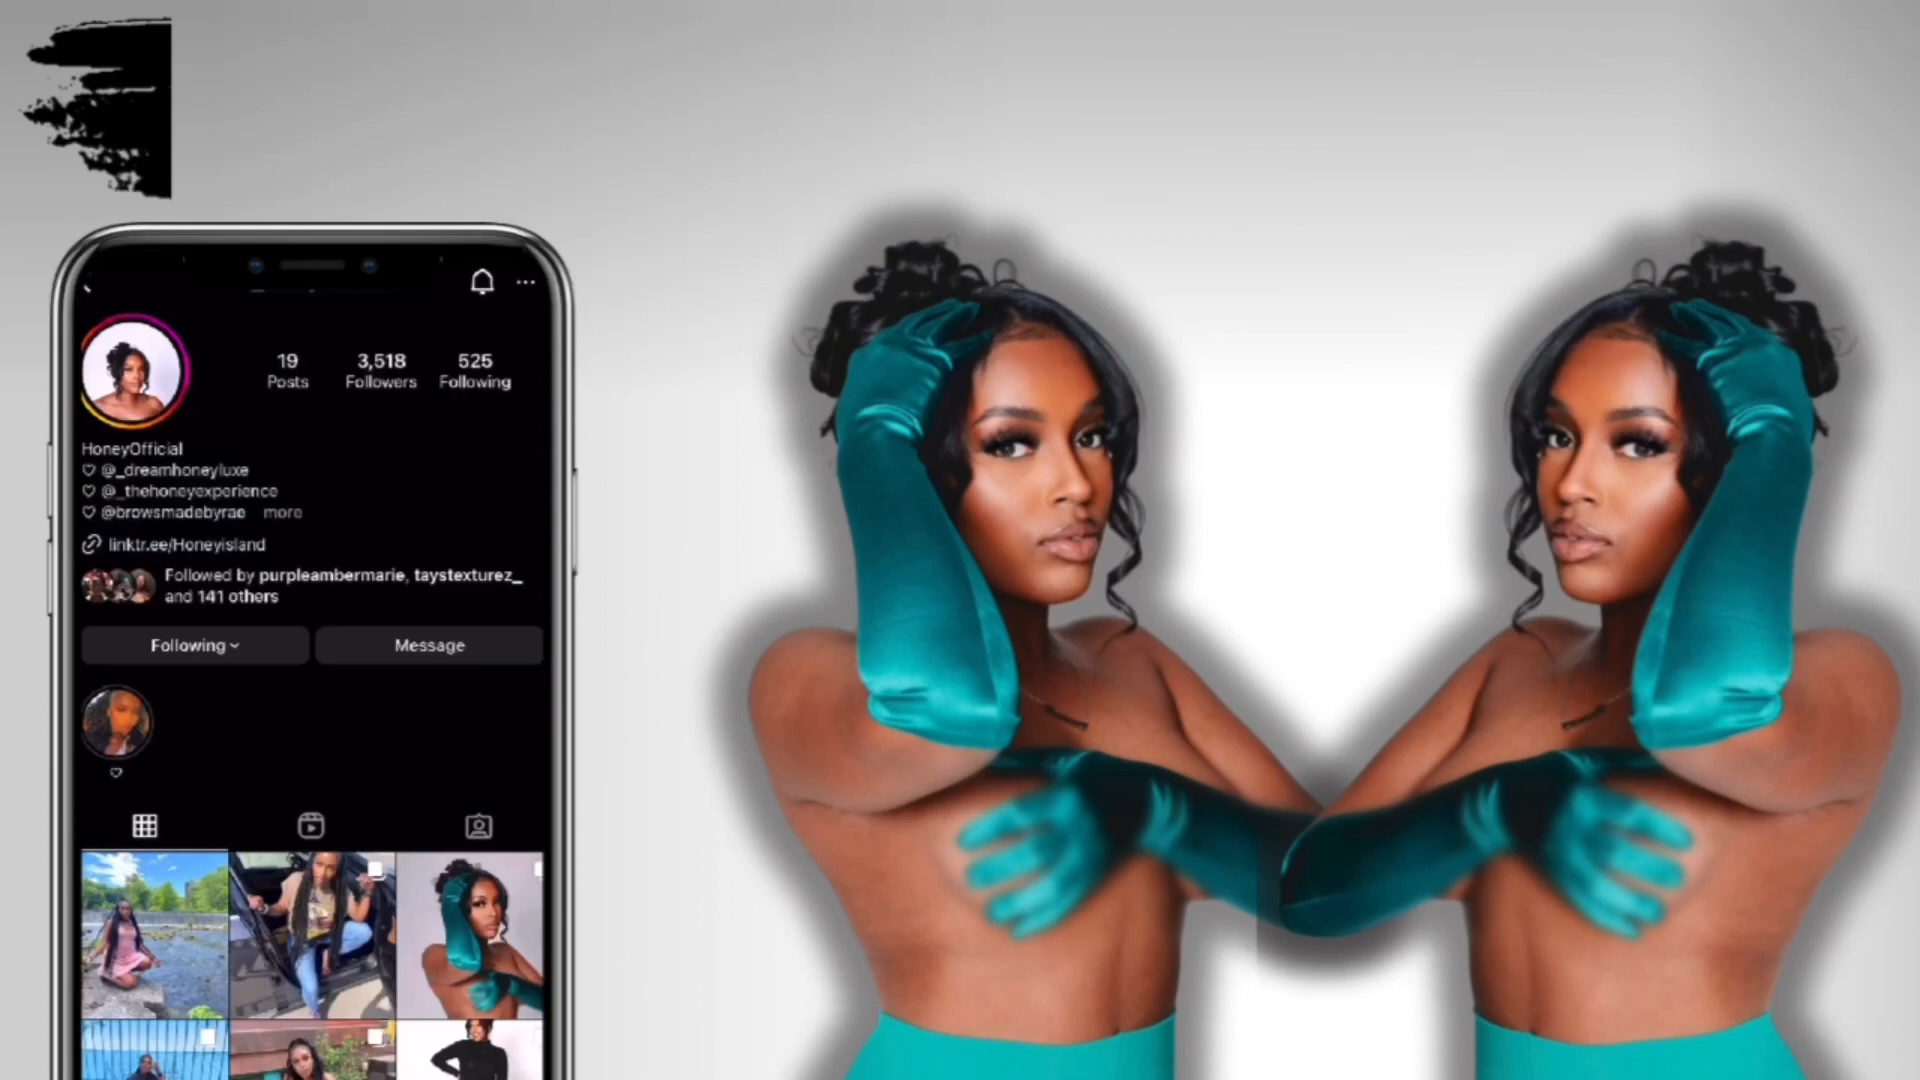 19 3,518 525
Posts Followers Following
HoneyOfficial
♡ @_dreamhoneyluxe
♡ @_thehoneyexperience
♡ @browsmadebyrae more
linktr.ee/Honeyisland
Followed by purpleambermarie, taystexturez_
and 141 others
Following Message